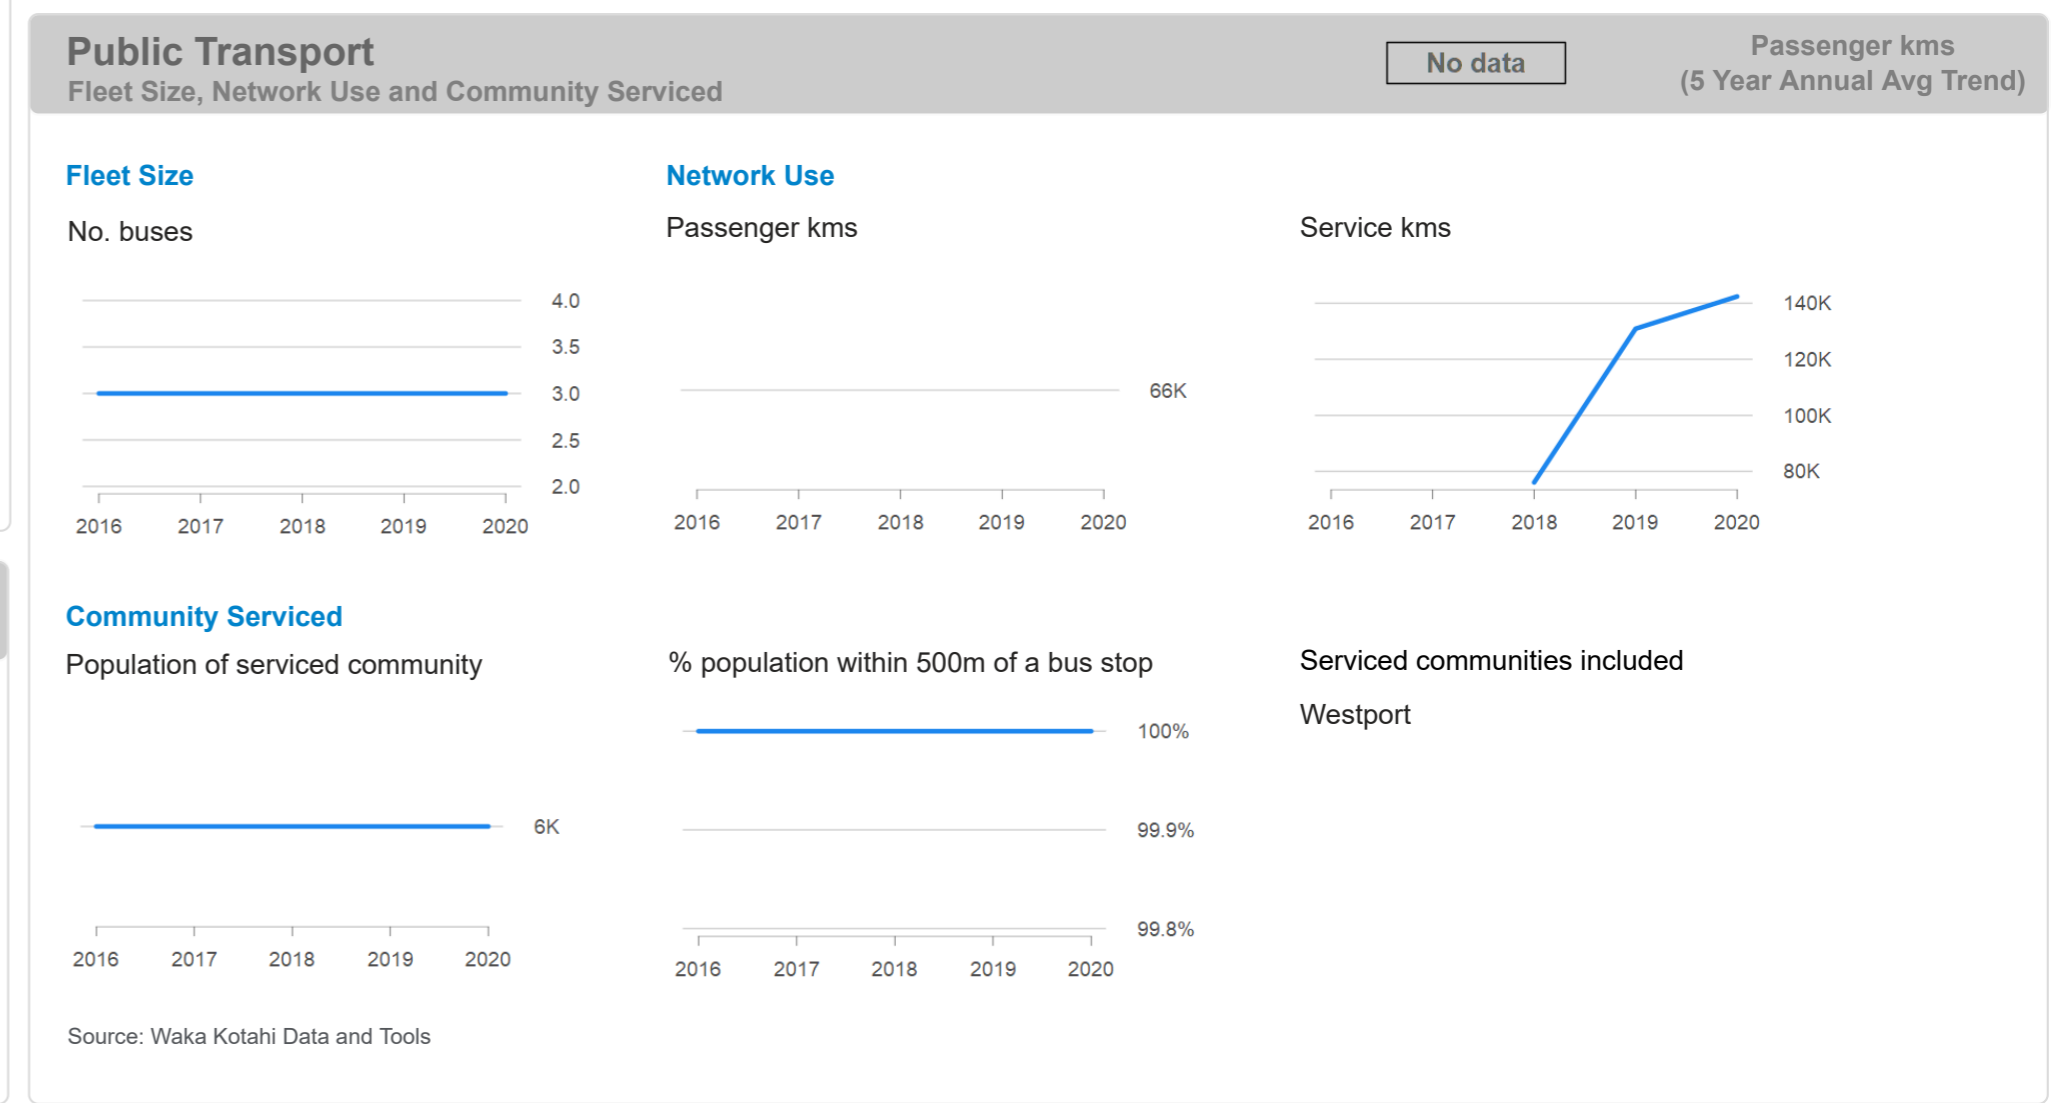 Public Transport
Fleet Size, Network Use and Community Serviced
No data
Passenger kms
(5 Year Annual Avg Trend)
Fleet Size
No. buses
4.0
3.5
3.0
2.5
2.0
2016 2017 2018 2019 2020
Network Use
Passenger kms
66K
2016 2017 2018 2019 2020
Service kms
140K
120K
100K
80K
2016 2017 2018 2019 2020
Community Serviced
Population of serviced community
6K
2016 2017 2018 2019 2020
% population within 500m of a bus stop
100%
99.9%
99.8%
2016 2017 2018 2019 2020
Serviced communities included
Westport
Source: Waka Kotahi Data and Tools